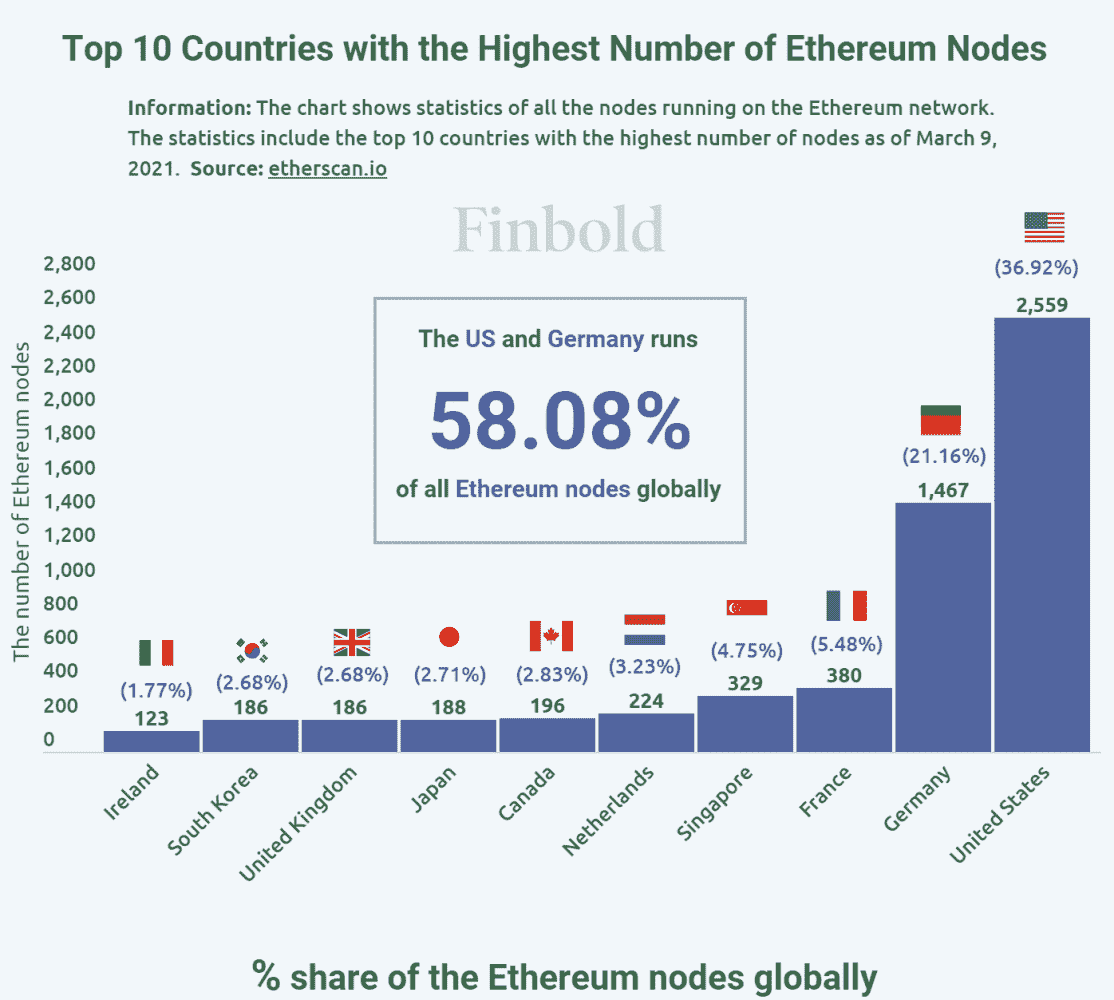 Top 10 Countries with the Highest Number of Ethereum Nodes
Information: The chart shows statistics of all the nodes running on the Ethereum network.
The statistics include the top 10 countries with the highest number of nodes as of March 9,
2021. Source: etherscan.io
Finbold
The US and Germany runs
58.08%
of all Ethereum nodes globally
The number of Ethereum nodes
2,800
2,600
2,400
2,200
2,000
1,800
1,600
1,400
1,200
1,000
800
600
400
200
0
(1.77%)
123
(2.68%)
186
(2.68%)
186
(2.71%)
188
(2.83%)
196
(3.23%)
224
(4.75%)
329
(5.48%)
380
(21.16%)
1,467
(36.92%)
2,559
Ireland
South Korea
United Kingdom
Japan
Canada
Netherlands
Singapore
France
Germany
United States
% share of the Ethereum nodes globally